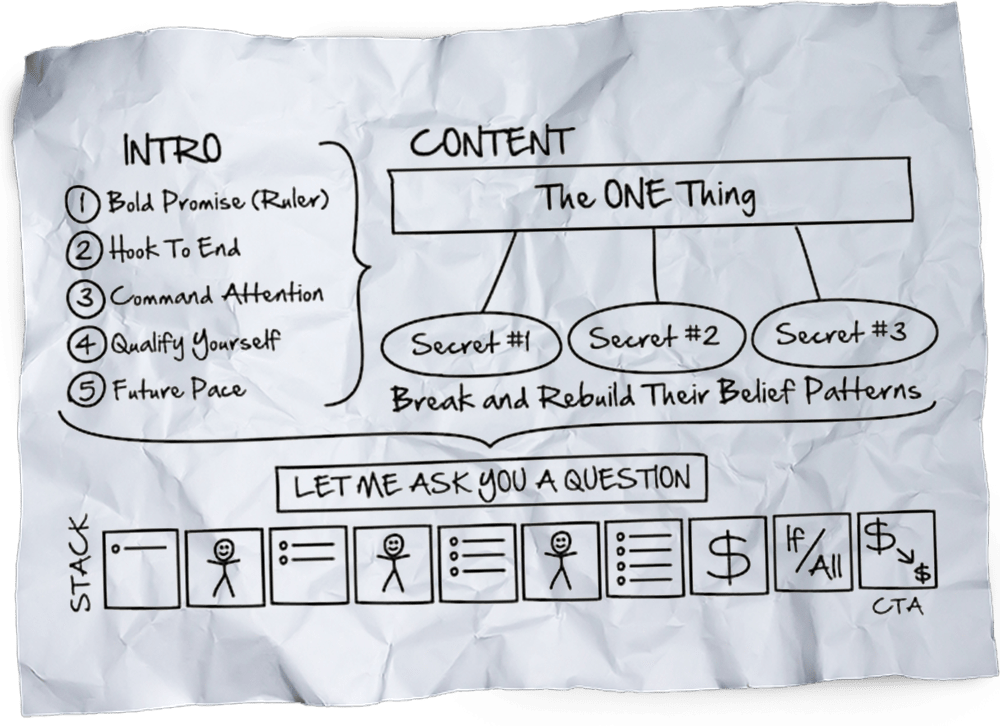 INTRO
1 Bold Promise (Ruler)
2 Hook To End
3 Command Attention
4 Qualify Yourself
5 Future Pace
CONTENT
The ONE Thing
Secret #1
Secret #2
Secret #3
Break and Rebuild Their Belief Patterns
LET ME ASK YOU A QUESTION
STACK
$
If/All
$ $
CTA